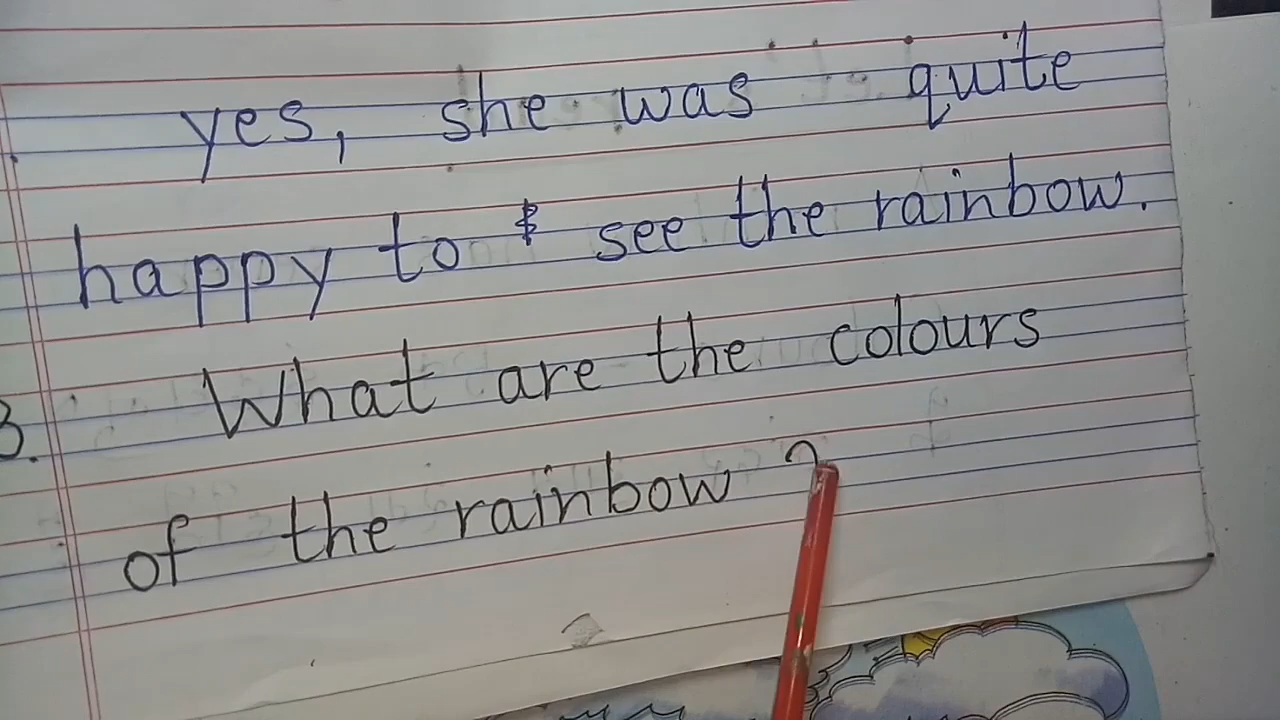 yes, she was quite
happy to see the rainbow.
3. What are the colours
of the rainbow ?